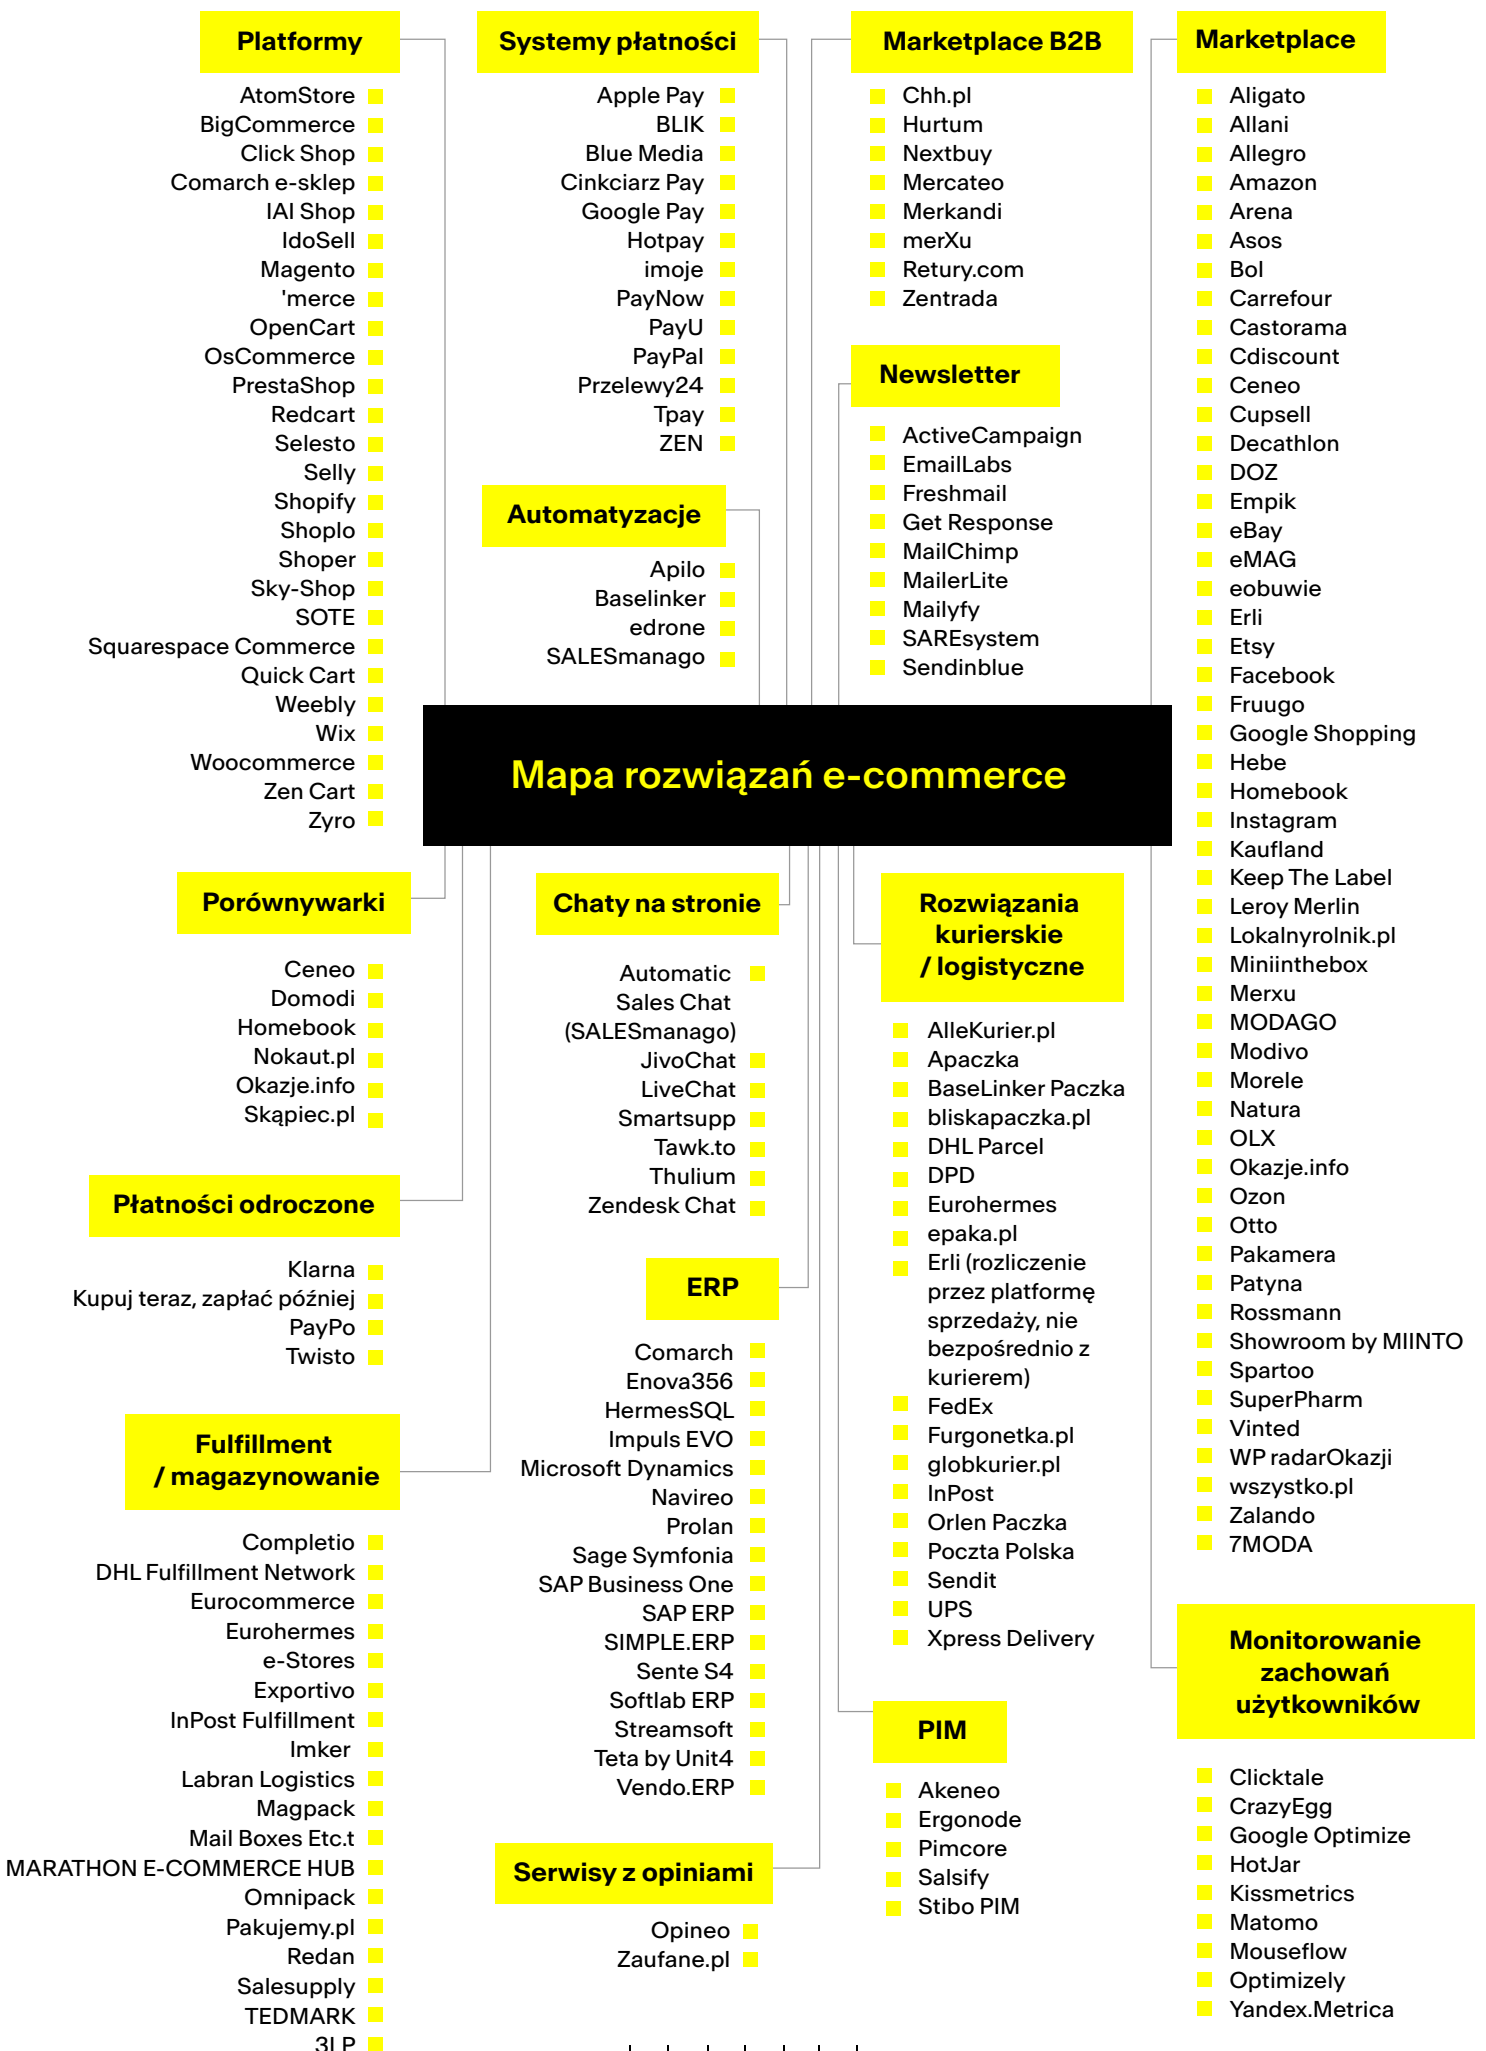 Platformy
AtomStore
BigCommerce
Click Shop
Comarch e-sklep
IAI Shop
IdoSell
Magento
'merce
OpenCart
OsCommerce
PrestaShop
Redcart
Selesto
Selly
Shopify
Shoplo
Shoper
Sky-Shop
SOTE
Squarespace Commerce
Quick Cart
Weebly
Wix
Woocommerce
Zen Cart
Zyro
Systemy płatności
Apple Pay
BLIK
Blue Media
Cinkciarz Pay
Google Pay
Hotpay
imoje
PayNow
PayU
PayPal
Przelewy24
Tpay
ZEN
Automatyzacje
Apilo
Baselinker
edrone
SALESmanago
Marketplace B2B
Chh.pl
Hurtum
Nextbuy
Mercateo
Merkandi
merXu
Retury.com
Zentrada
Newsletter
ActiveCampaign
EmailLabs
Freshmail
Get Response
MailChimp
MailerLite
Mailyfy
SAREsystem
Sendinblue
Marketplace
Aligato
Allani
Allegro
Amazon
Arena
Asos
Bol
Carrefour
Castorama
Cdiscount
Ceneo
Cupsell
Decathlon
DOZ
Empik
eBay
eMAG
eobuwie
Erli
Etsy
Facebook
Fruugo
Google Shopping
Hebe
Homebook
Instagram
Kaufland
Keep The Label
Leroy Merlin
Lokalnyrolnik.pl
Miniinthebox
Merxu
MODAGO
Modivo
Morele
Natura
OLX
Okazje.info
Ozon
Otto
Pakamera
Patyna
Rossmann
Showroom by MIINTO
Spartoo
SuperPharm
Vinted
WP radarOkazji
wszystko.pl
Zalando
7MODA
Mapa rozwiązań e-commerce
Porównywarki
Ceneo
Domodi
Homebook
Nokaut.pl
Okazje.info
Skąpiec.pl
Płatności odroczone
Klarna
Kupuj teraz, zapłać później
PayPo
Twisto
Fulfillment
/ magazynowanie
Completio
DHL Fulfillment Network
Eurocommerce
Eurohermes
e-Stores
Exportivo
InPost Fulfillment
Imker
Labran Logistics
Magpack
Mail Boxes Etc.t
MARATHON E-COMMERCE HUB
Omnipack
Pakujemy.pl
Redan
Salesupply
TEDMARK
3LP
Chaty na stronie
Automatic
Sales Chat
(SALESmanago)
JivoChat
LiveChat
Smartsupp
Tawk.to
Thulium
Zendesk Chat
ERP
Comarch
Enova356
HermesSQL
Impuls EVO
Microsoft Dynamics
Navireo
Prolan
Sage Symfonia
SAP Business One
SAP ERP
SIMPLE.ERP
Sente S4
Softlab ERP
Streamsoft
Teta by Unit4
Vendo.ERP
Serwisy z opiniami
Opineo
Zaufane.pl
Rozwiązania
kurierskie
/ logistyczne
AlleKurier.pl
Apaczka
BaseLinker Paczka
bliskapaczka.pl
DHL Parcel
DPD
Eurohermes
epaka.pl
Erli (rozliczenie
przez platformę
sprzedaży, nie
bezpośrednio z
kurierem)
FedEx
Furgonetka.pl
globkurier.pl
InPost
Orlen Paczka
Poczta Polska
Sendit
UPS
Xpress Delivery
PIM
Akeneo
Ergonode
Pimcore
Salsify
Stibo PIM
Monitorowanie
zachowań
użytkowników
Clicktale
CrazyEgg
Google Optimize
HotJar
Kissmetrics
Matomo
Mouseflow
Optimizely
Yandex.Metrica